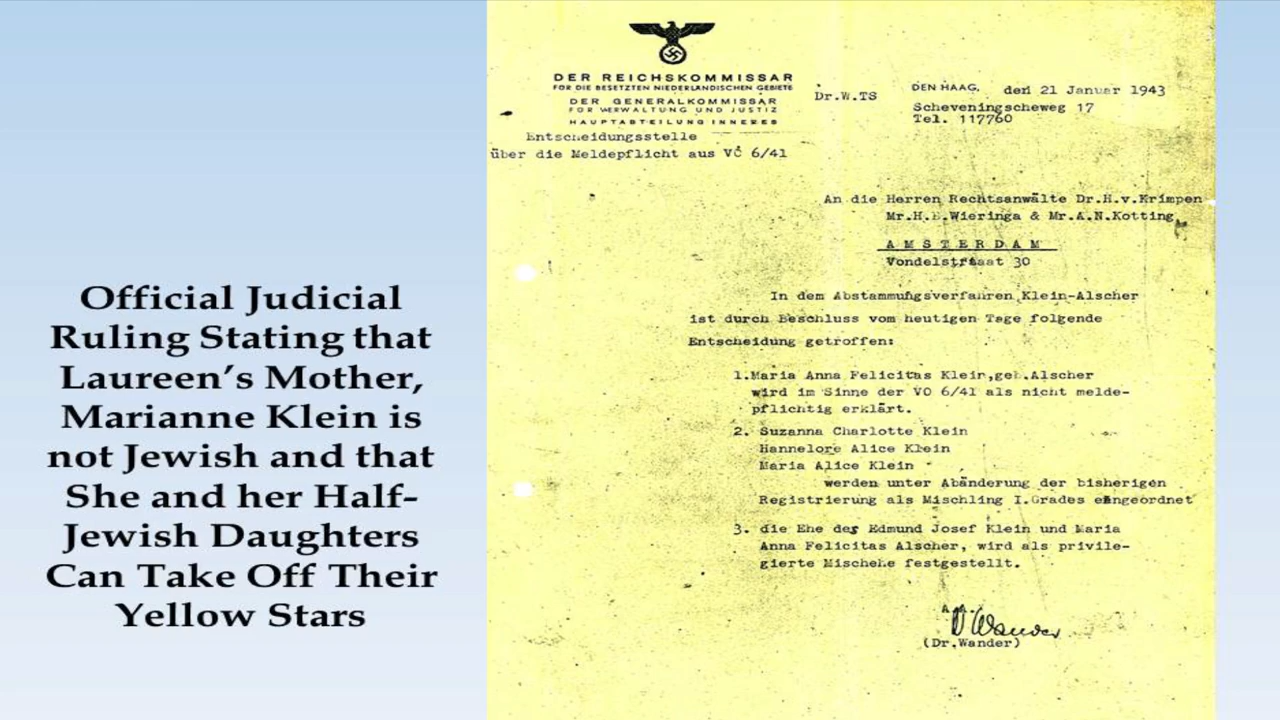 Official Judicial
Ruling Stating that
Laureen’s Mother,
Marianne Klein is
not Jewish and that
She and her Half-
Jewish Daughters
Can Take Off Their
Yellow Stars
DER REICHSKOMMISSAR
FÜR DIE BESETZTEN NIEDERLÄNDISCHEN GEBIETE
DER GENERALKOMMISSAR
FÜR VERWALTUNG UND JUSTIZ
HAUPTABTEILUNG INNERES
Entscheidungsstelle
über die Meldepflicht aus VO 6/41
Dr.W.TS
DEN HAAG, den 21 Januar 1943
Scheveningscheweg 17
Tel. 117760
An die Herren Rechtsanwälte Dr.H.v.Krimpen
Mr.H. Wieringa & Mr.A.N.Kotting
AMSTERDAM
Vondelstraat 30
In dem Abstammungsverfahren Klein-Alscher
ist durch Beschluss vom heutigen Tage folgende
Entscheidung getroffen:
1.Maria Anna Felicitas Klein,geb.Alscher
wird im Sinne der VO 6/41 als nicht melde-
pflichtig erklärt.
2. Suzanna Charlotte Klein
Hannelore Alice Klein
Maria Alice Klein
werden unter Abänderung der bisherigen
Registrierung als Mischling I.Grades eingeordnet
3. die Ehe des Edmund Josef Klein und Maria
Anna Felicitas Alscher, wird als privile-
gierte Mischehe festgestellt.
Wander
(Dr.Wander)